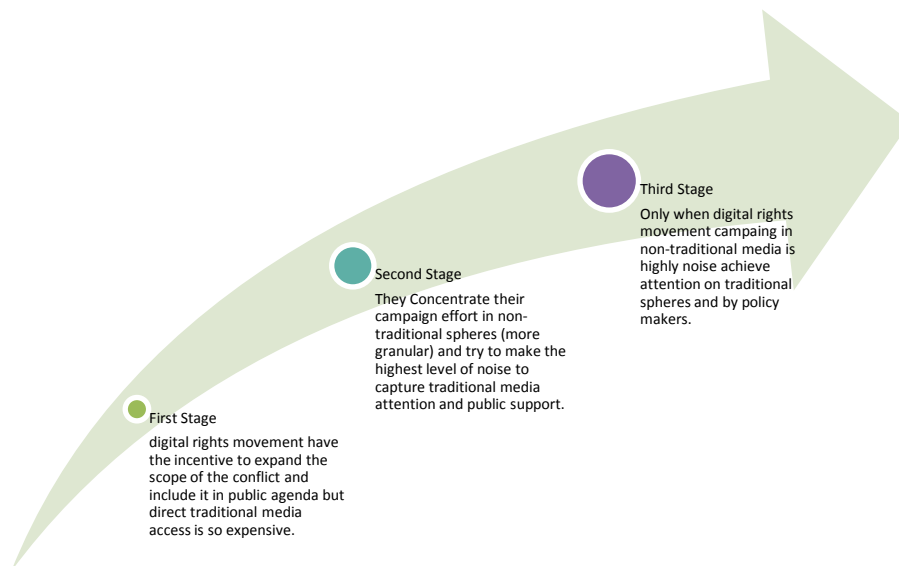 First Stage
digital rights movement have
the incentive to expand the
scope of the conflict and
include it in public agenda but
direct traditional media
access is so expensive.
Second Stage
They Concentrate their
campaign effort in non-
traditional spheres (more
granular) and try to make the
highest level of noise to
capture traditional media
attention and public support.
Third Stage
Only when digital rights
movement campaing in
non-traditional media is
highly noise achieve
attention on traditional
spheres and by policy
makers.